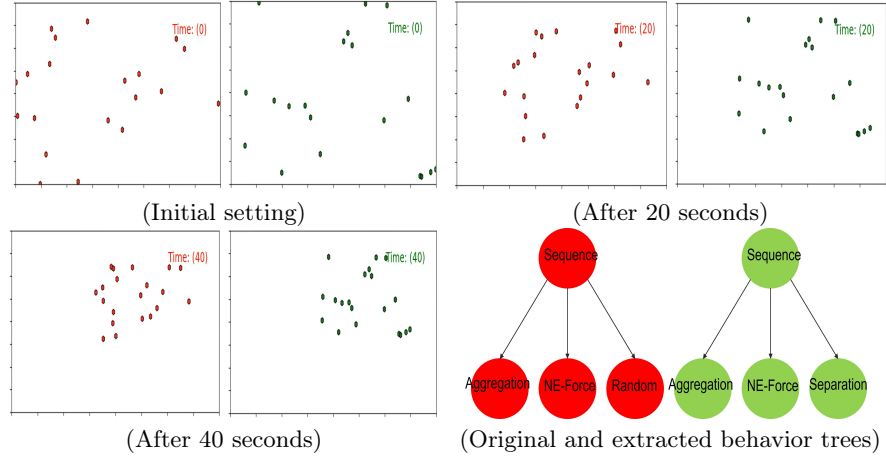 Time: (0)
Time: (0)
Time: (20)
Time: (20)
(Initial setting)
(After 20 seconds)
Time: (40)
Time: (40)
Sequence
Sequence
Aggregation
NE-Force
Random
Aggregation
NE-Force
Separation
(After 40 seconds)
(Original and extracted behavior trees)